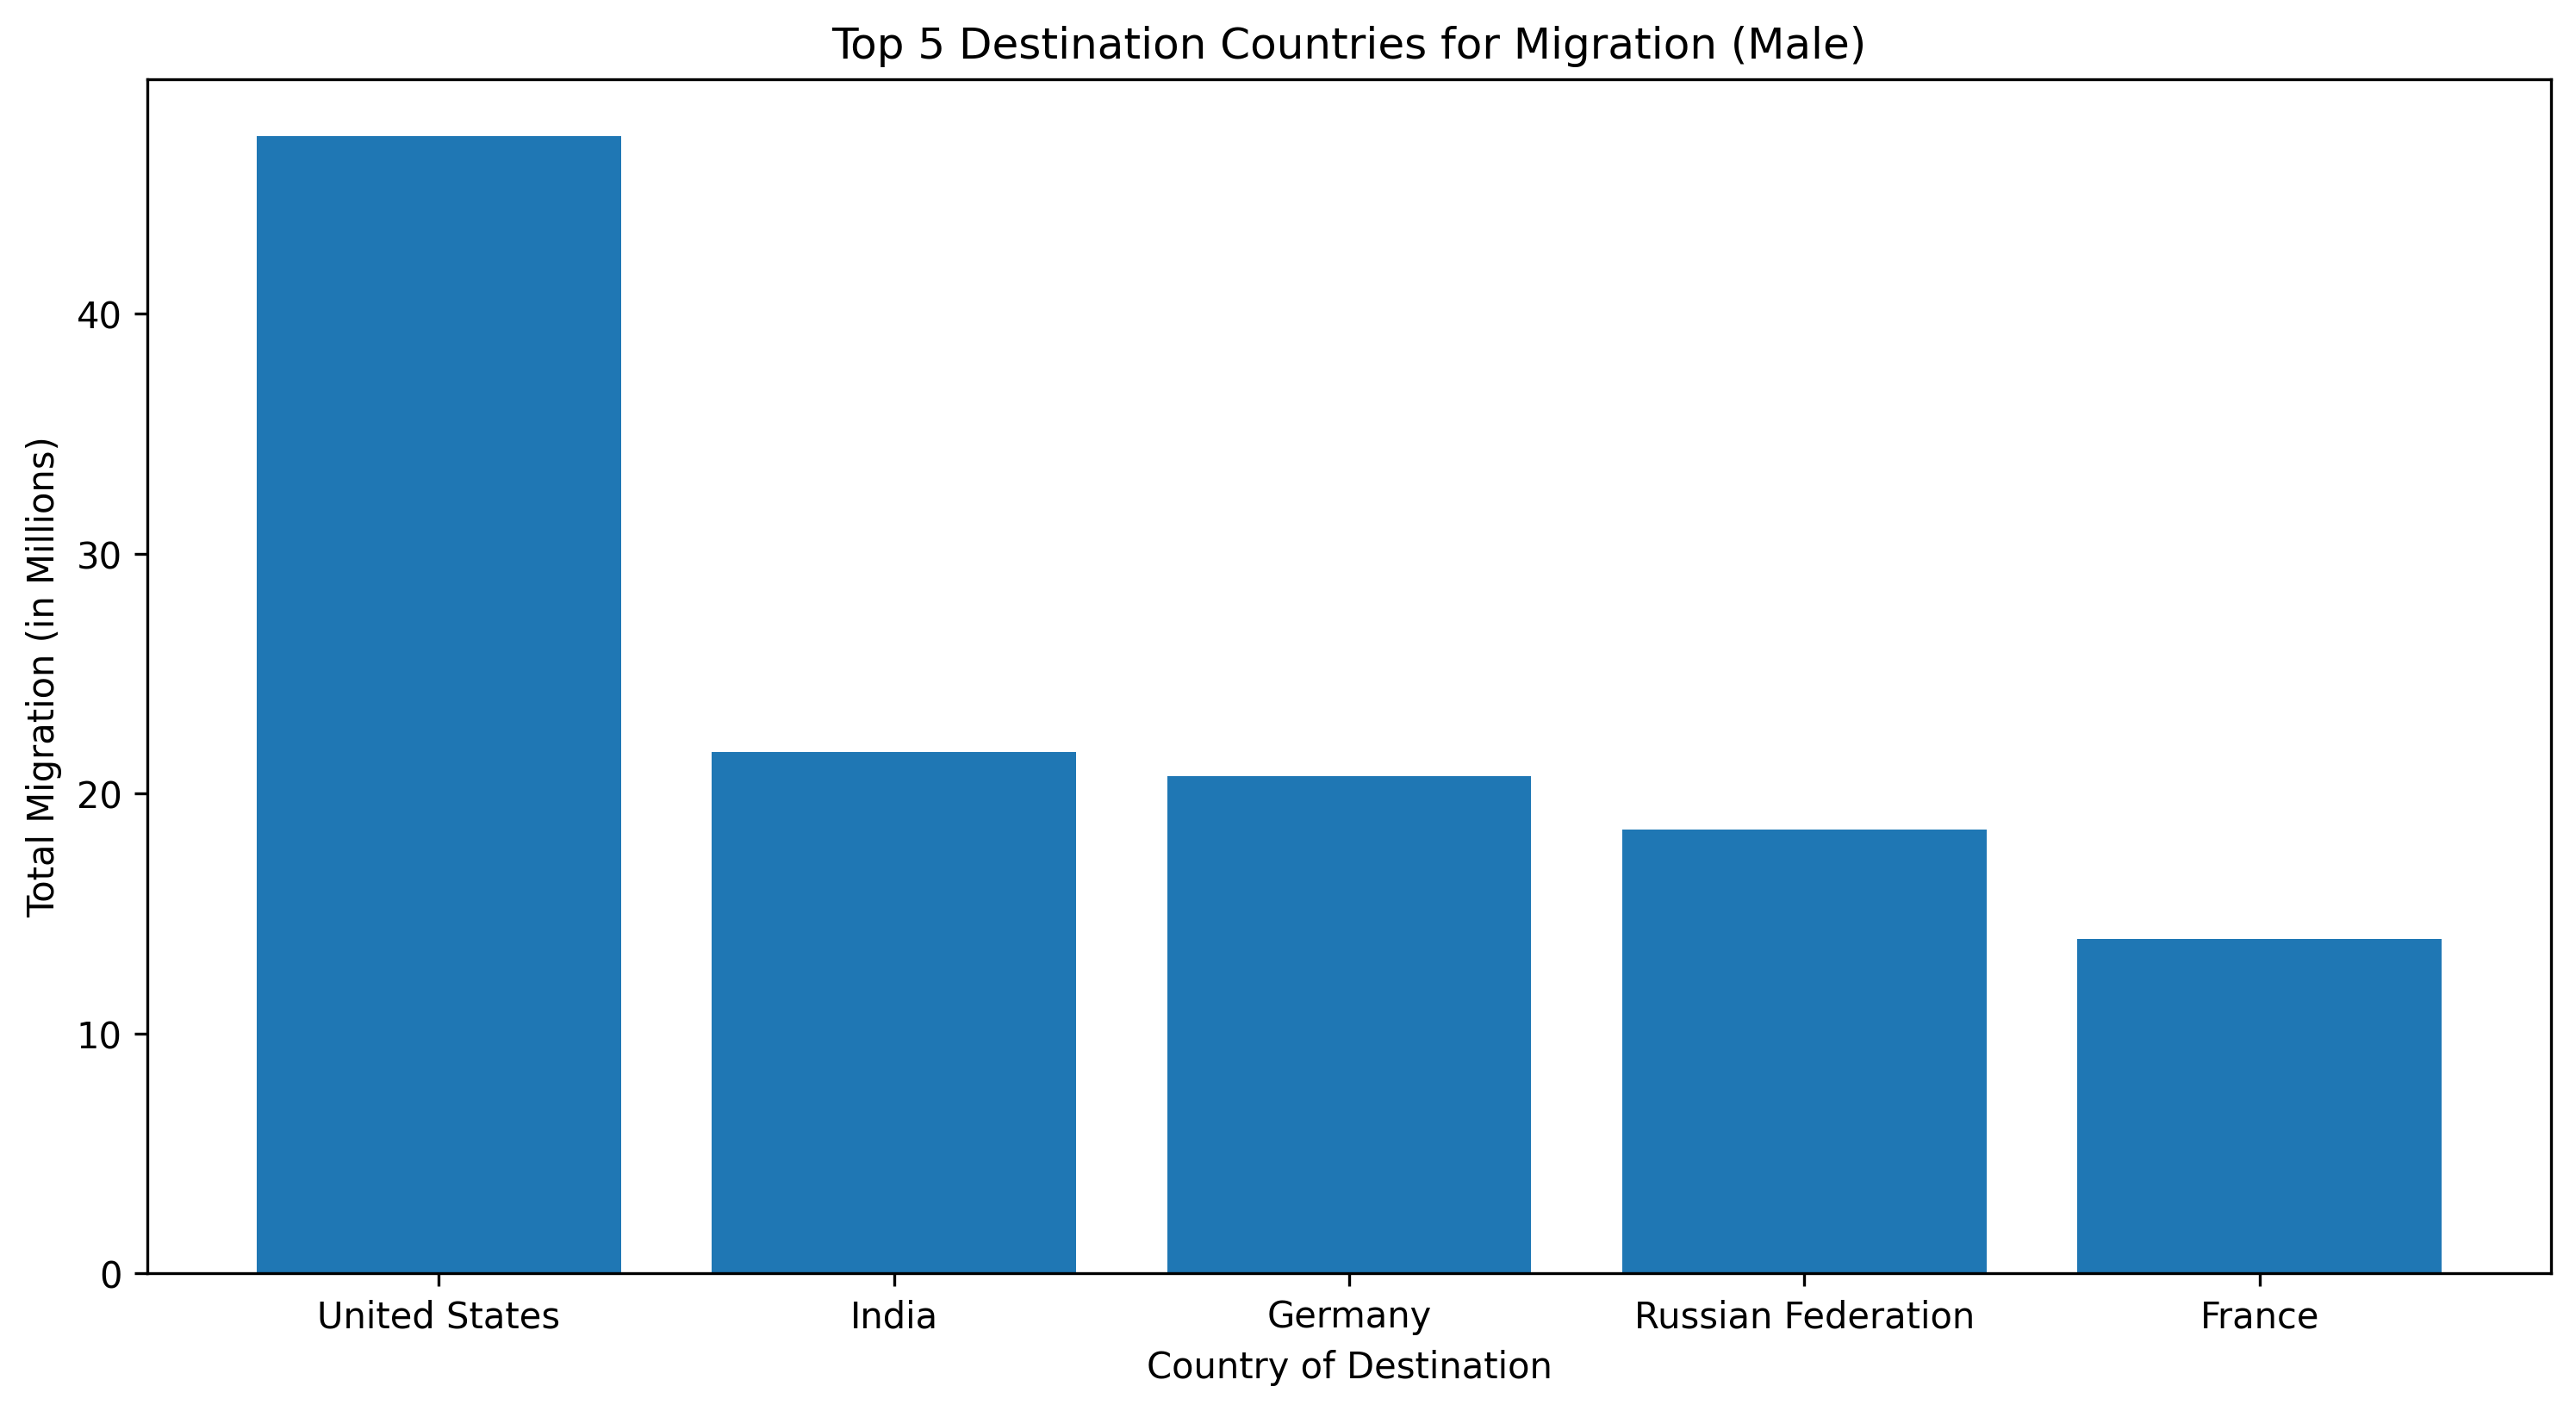 Top 5 Destination Countries for Migration (Male)
Total Migration (in Millions)
40
30
20
10
0
United States
India
Germany
Russian Federation
France
Country of Destination